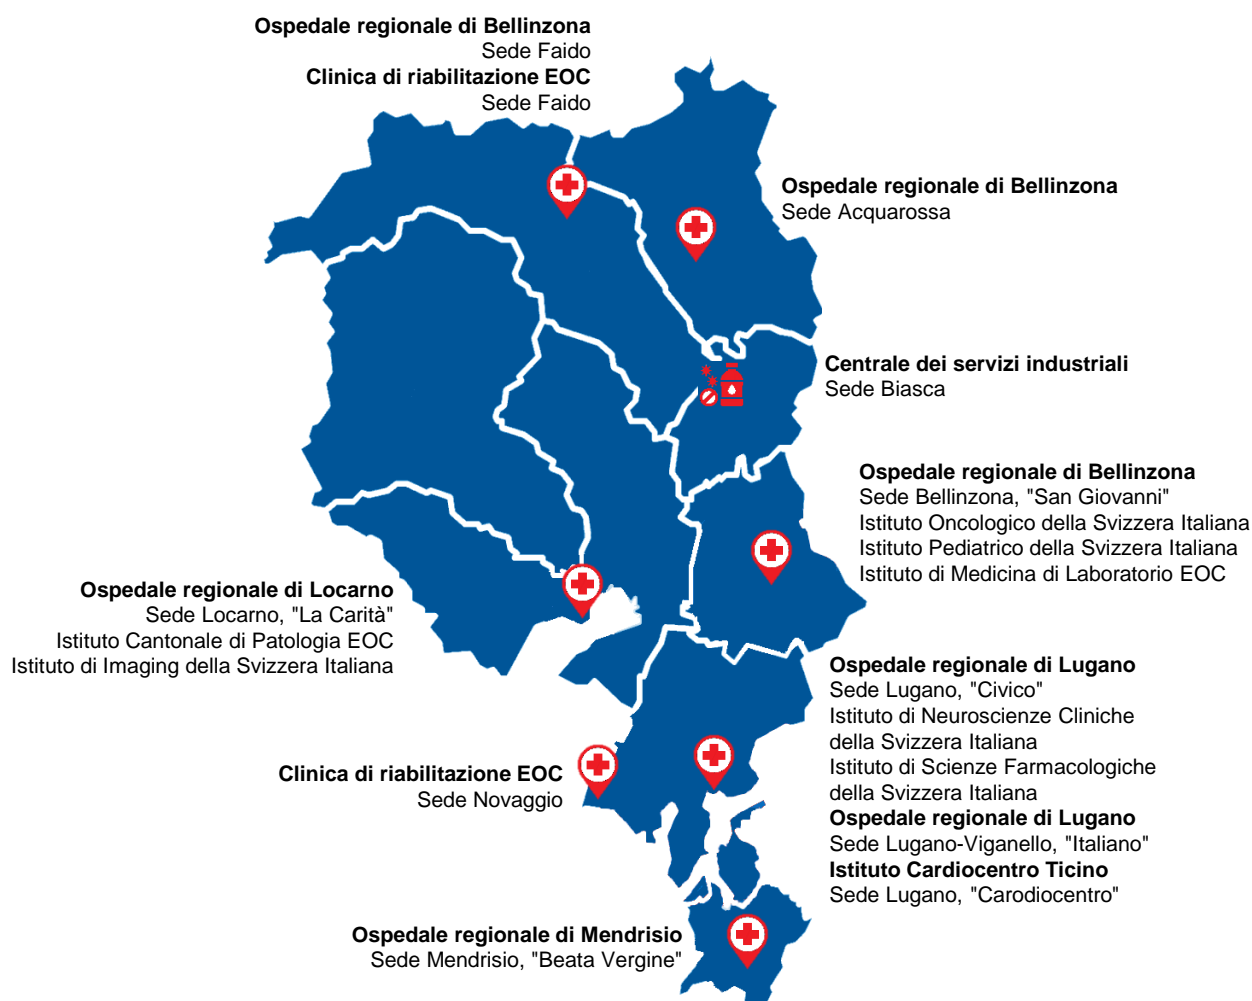 Ospedale regionale di Bellinzona
Sede Faido
Clinica di riabilitazione EOC
Sede Faido
Ospedale regionale di Bellinzona
Sede Acquarossa
Centrale dei servizi industriali
Sede Biasca
Ospedale regionale di Bellinzona
Sede Bellinzona, "San Giovanni"
Istituto Oncologico della Svizzera Italiana
Istituto Pediatrico della Svizzera Italiana
Istituto di Medicina di Laboratorio EOC
Ospedale regionale di Locarno
Sede Locarno, "La Carità"
Istituto Cantonale di Patologia EOC
Istituto di Imaging della Svizzera Italiana
Ospedale regionale di Lugano
Sede Lugano, "Civico"
Istituto di Neuroscienze Cliniche
della Svizzera Italiana
Istituto di Scienze Farmacologiche
della Svizzera Italiana
Ospedale regionale di Lugano
Sede Lugano-Viganello, "Italiano"
Istituto Cardiocentro Ticino
Sede Lugano, "Carodiocentro"
Clinica di riabilitazione EOC
Sede Novaggio
Ospedale regionale di Mendrisio
Sede Mendrisio, "Beata Vergine"